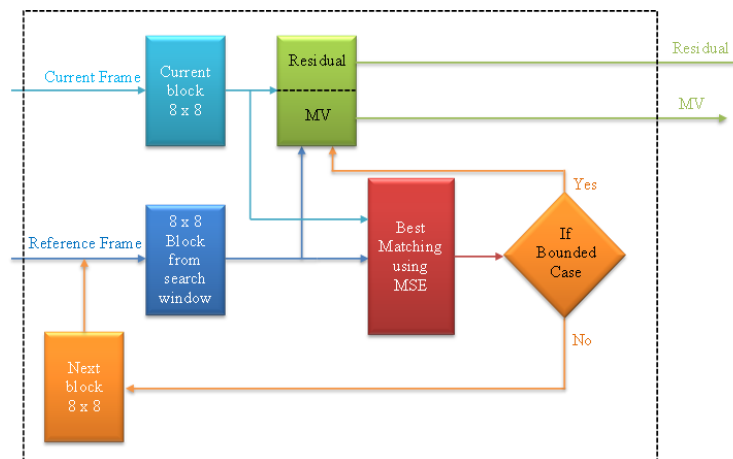 Current Frame
Current
block
8 x 8
Residual
MV
Residual
MV
Reference Frame
8 x 8
Block
from
search
window
Best
Matching
using
MSE
Yes
If
Bounded
Case
No
Next
block
8 x 8